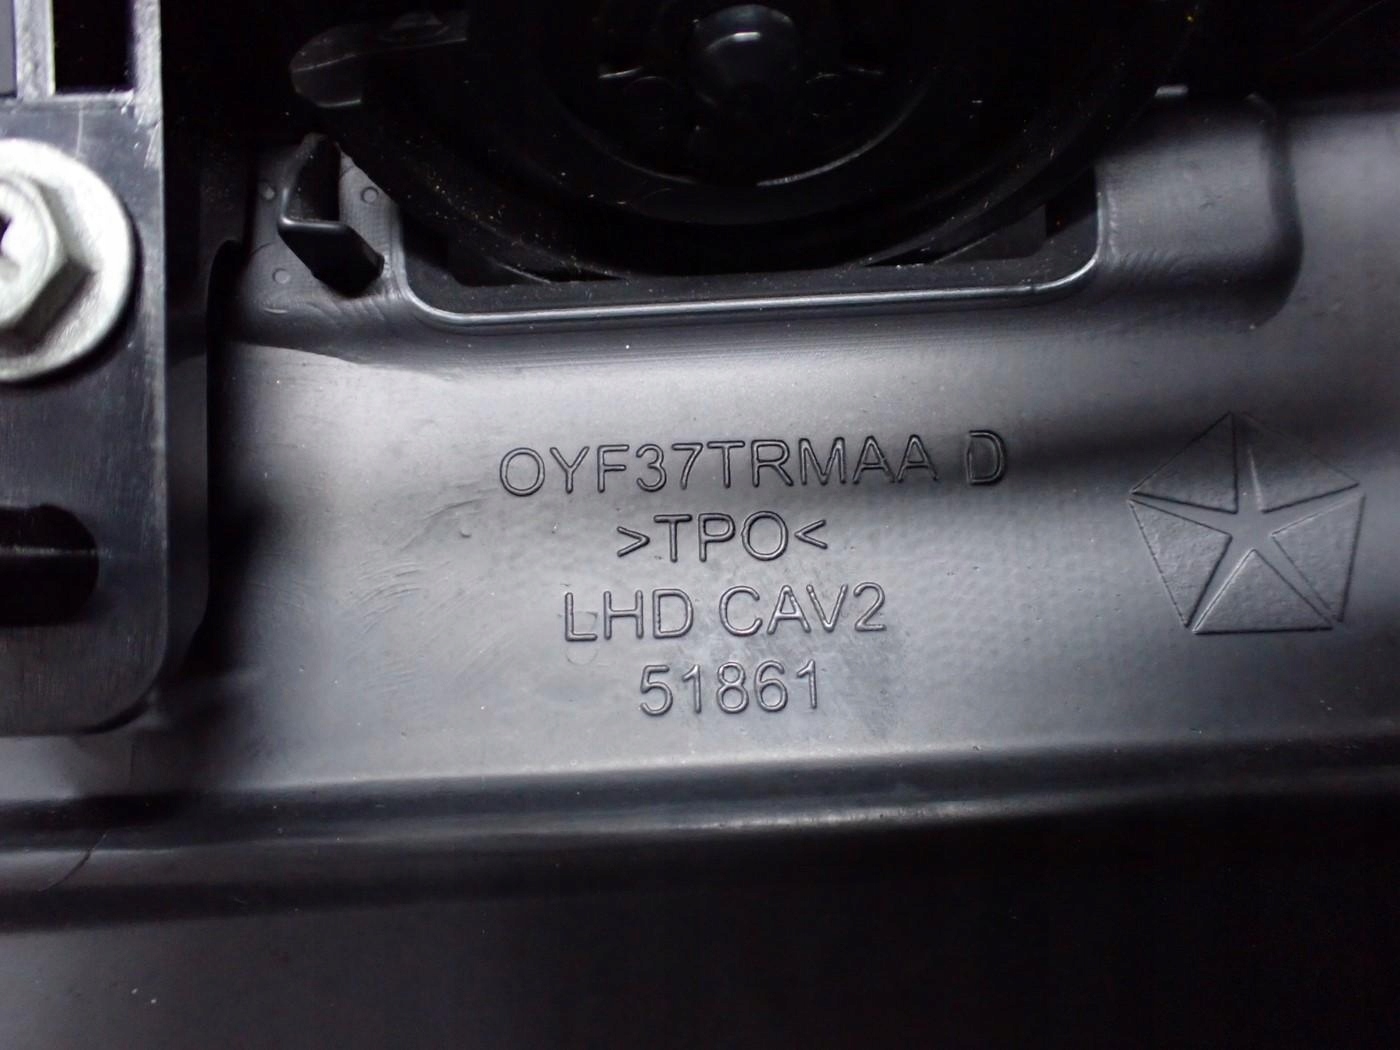 OYF37TRMAA D
>TPO<
LHD CAV2
51861